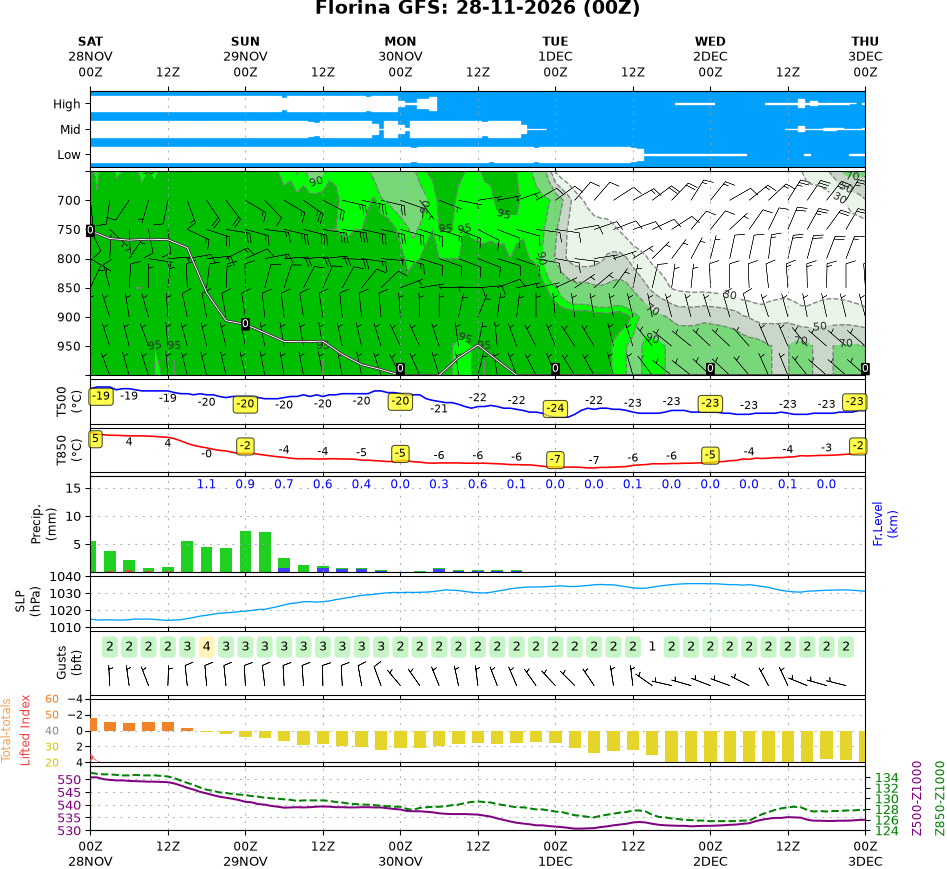 Florina GFS: 28-11-2026 (00Z)
SAT SUN MON TUE WED THU
28NOV 29NOV 30NOV 1DEC 2DEC 3DEC
00Z 12Z 00Z 12Z 00Z 12Z 00Z 12Z 00Z 12Z 00Z
High
Mid
Low
90 90 95 95 95 90 70 50 30
700
750
800
850
900
950
0 0 0 0 0 0
95 95 95 90 90 30 50 70 70
T500 (°C)
-19 -19 -19 -20 -20 -20 -20 -20 -20 -21 -22 -22 -24 -22 -23 -23 -23 -23 -23 -23 -23
T850 (°C)
5 4 4 -0 -2 -4 -4 -5 -5 -6 -6 -6 -7 -7 -6 -6 -5 -4 -4 -3 -2
1.1 0.9 0.7 0.6 0.4 0.0 0.3 0.6 0.1 0.0 0.0 0.1 0.0 0.0 0.0 0.1 0.0
Precip. (mm)
15
10
5
Fr.Level (km)
SLP (hPa)
1040
1030
1020
1010
Gusts (bft)
2 2 2 2 3 4 3 3 3 3 3 3 3 3 3 2 2 2 2 2 2 2 2 2 2 2 2 2 1 2 2 2 2 2 2 2 2 2 2
Total-totals
Lifted Index
60 −4
50 −2
40 0
30 2
20 4
550
545
540
535
530
134
132
130
128
126
124
Z500-Z1000
Z850-Z1000
00Z 12Z 00Z 12Z 00Z 12Z 00Z 12Z 00Z 12Z 00Z
28NOV 29NOV 30NOV 1DEC 2DEC 3DEC